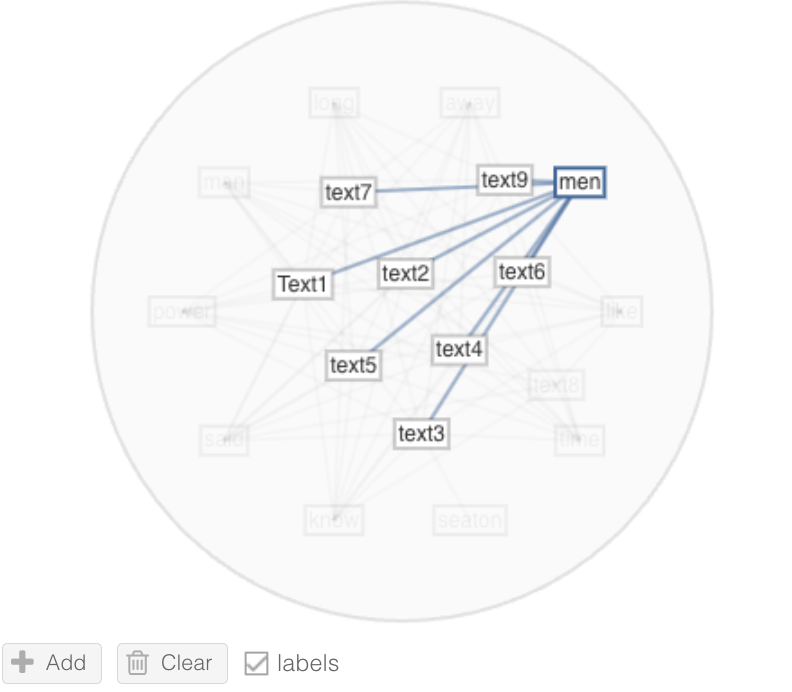 long away
man text7 text9 men
Text1 text2 text6
power like
text5 text4 text8
said text3 time
know seaton
Add Clear labels